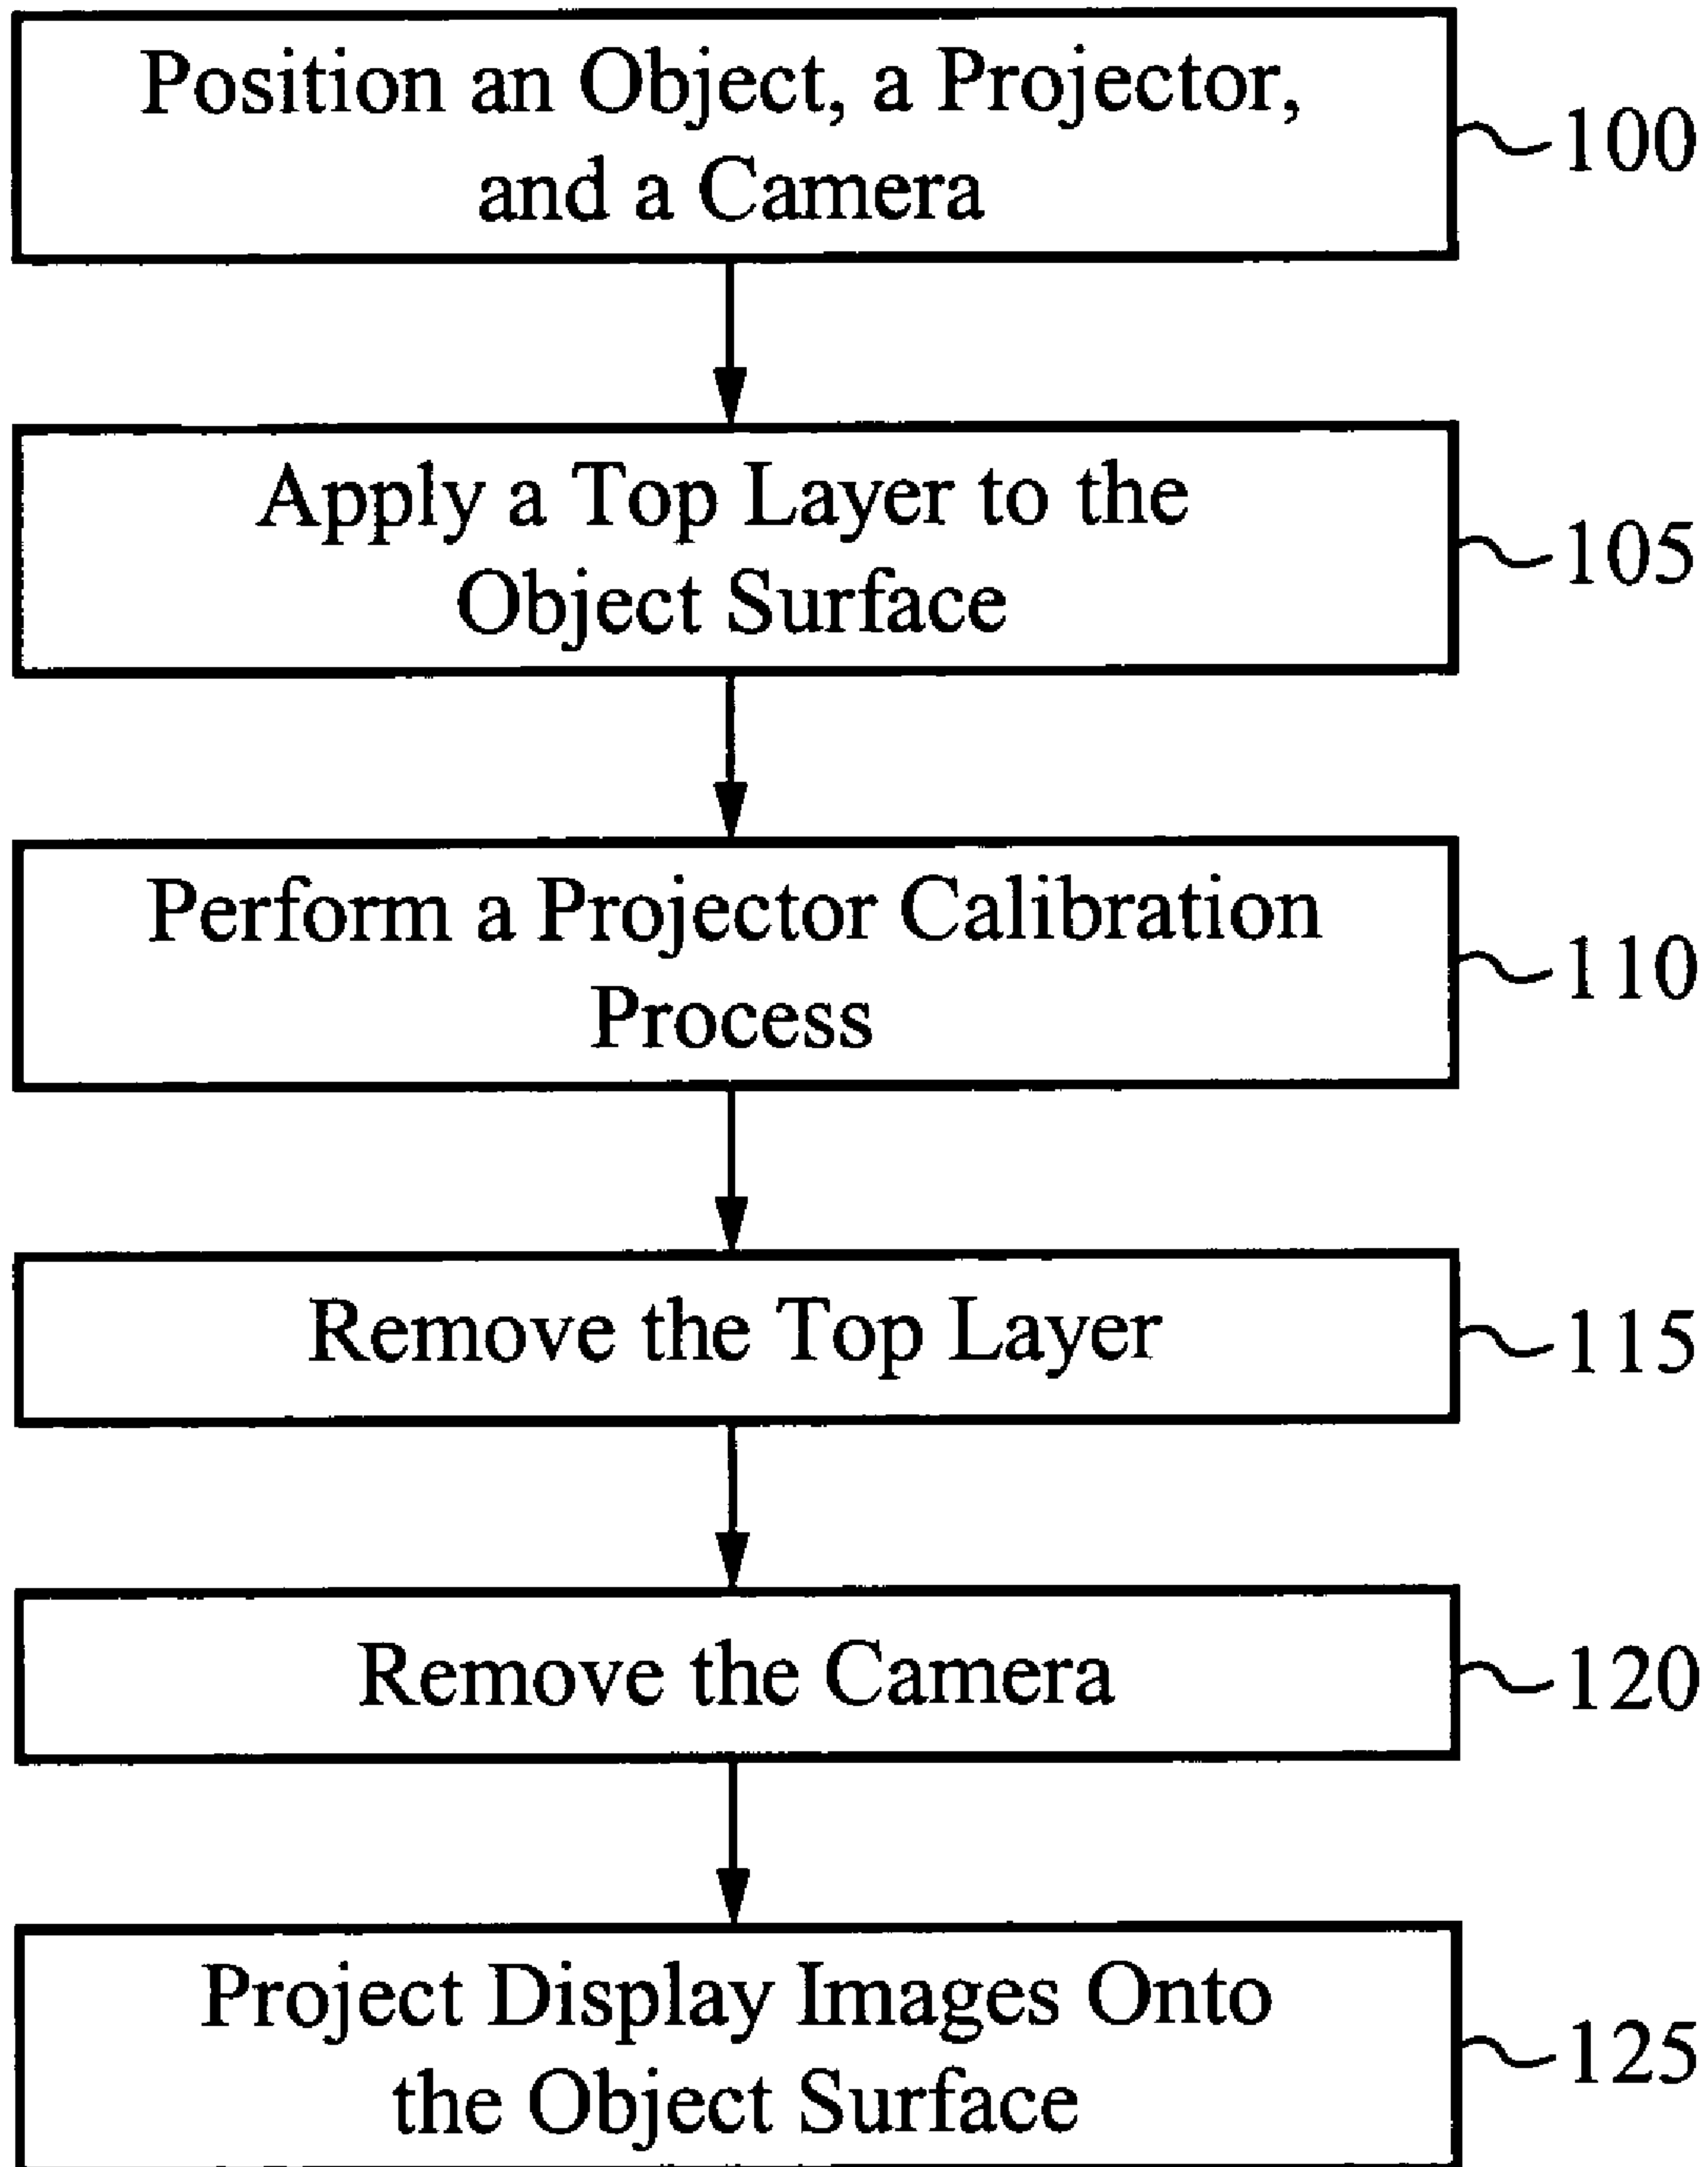 Position an Object, a Projector,
and a Camera
100
Apply a Top Layer to the
Object Surface
105
Perform a Projector Calibration
Process
110
Remove the Top Layer
115
Remove the Camera
120
Project Display Images Onto
the Object Surface
125